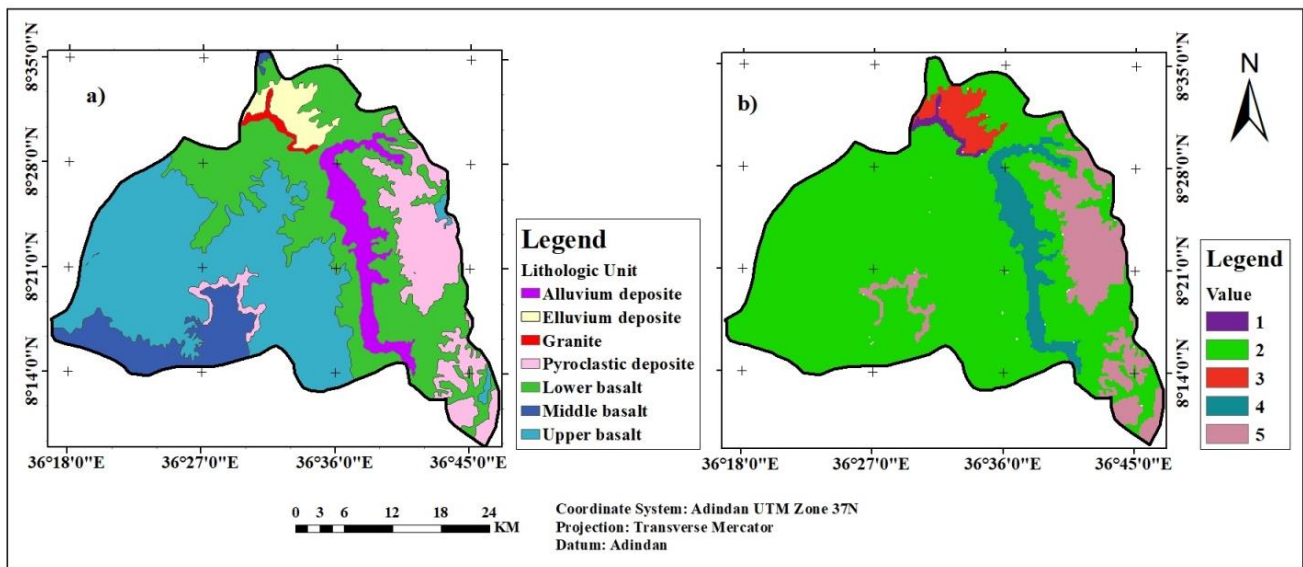 a)
8°35'0"N
8°28'0"N
8°21'0"N
8°14'0"N
36°18'0"E
36°27'0"E
36°36'0"E
36°45'0"E
Legend
Lithologic Unit
Alluvium deposite
Elluvium deposite
Granite
Pyroclastic deposite
Lower basalt
Middle basalt
Upper basalt
b)
8°35'0"N
8°28'0"N
8°21'0"N
8°14'0"N
36°18'0"E
36°27'0"E
36°36'0"E
36°45'0"E
N
Legend
Value
1
2
3
4
5
0 3 6 12 18 24
KM
Coordinate System: Adindan UTM Zone 37N
Projection: Transverse Mercator
Datum: Adindan